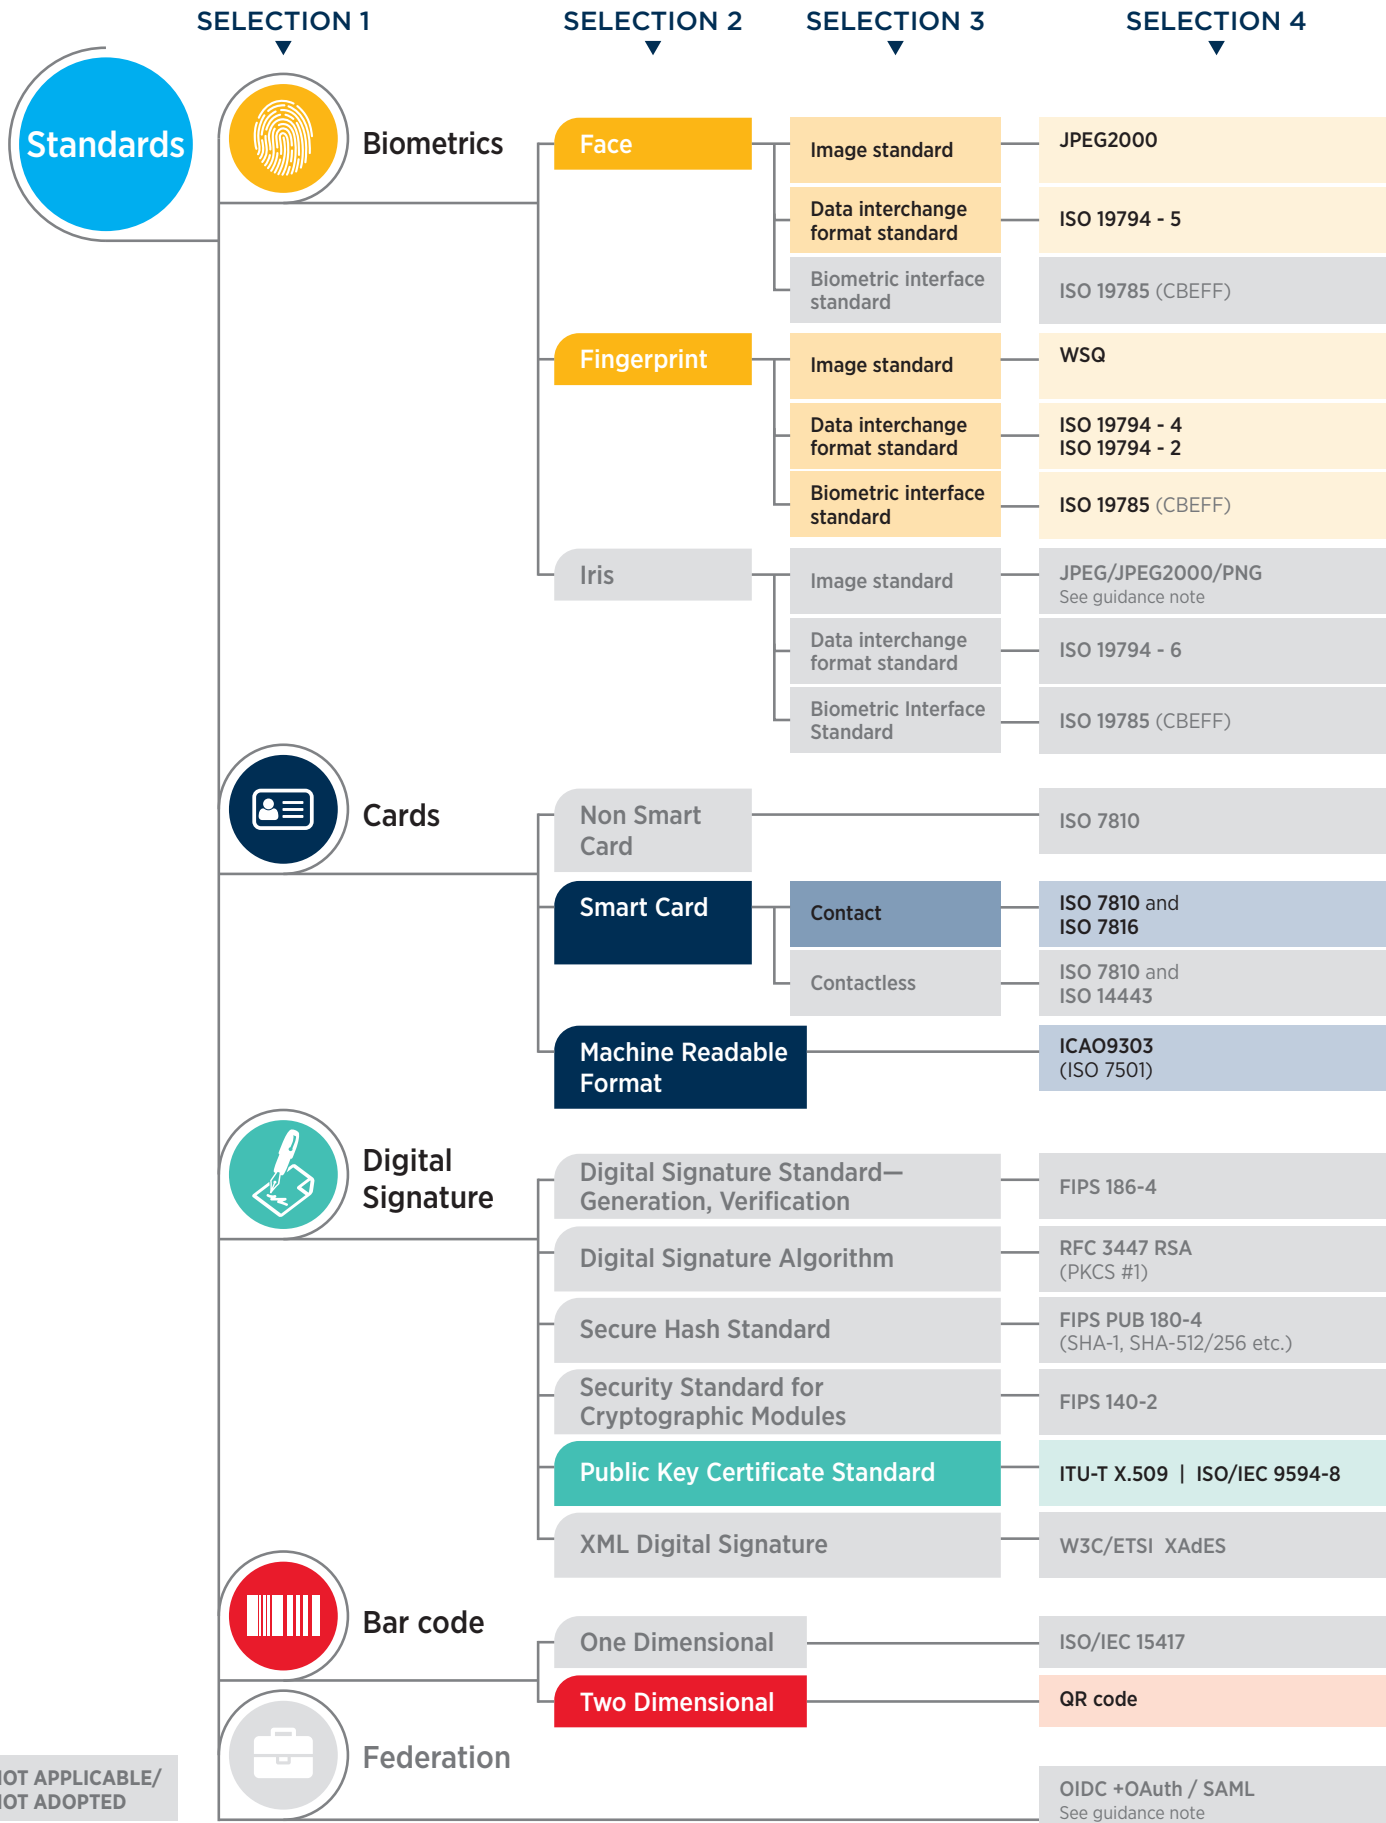 SELECTION 1
SELECTION 2
SELECTION 3
SELECTION 4
Standards
Biometrics
Face
Image standard
JPEG2000
Data interchange
format standard
ISO 19794 - 5
Biometric interface
standard
ISO 19785 (CBEFF)
Fingerprint
Image standard
WSQ
Data interchange
format standard
ISO 19794 - 4
ISO 19794 - 2
Biometric interface
standard
ISO 19785 (CBEFF)
Iris
Image standard
JPEG/JPEG2000/PNG
See guidance note
Data interchange
format standard
ISO 19794 - 6
Biometric Interface
Standard
ISO 19785 (CBEFF)
Cards
Non Smart
Card
ISO 7810
Smart Card
Contact
ISO 7810 and
ISO 7816
Contactless
ISO 7810 and
ISO 14443
Machine Readable
Format
ICAO9303
(ISO 7501)
Digital
Signature
Digital Signature Standard—
Generation, Verification
FIPS 186-4
Digital Signature Algorithm
RFC 3447 RSA
(PKCS #1)
Secure Hash Standard
FIPS PUB 180-4
(SHA-1, SHA-512/256 etc.)
Security Standard for
Cryptographic Modules
FIPS 140-2
Public Key Certificate Standard
ITU-T X.509 | ISO/IEC 9594-8
XML Digital Signature
W3C/ETSI XAdES
Bar code
One Dimensional
ISO/IEC 15417
Two Dimensional
QR code
Federation
OIDC +OAuth / SAML
See guidance note
NOT APPLICABLE/
NOT ADOPTED